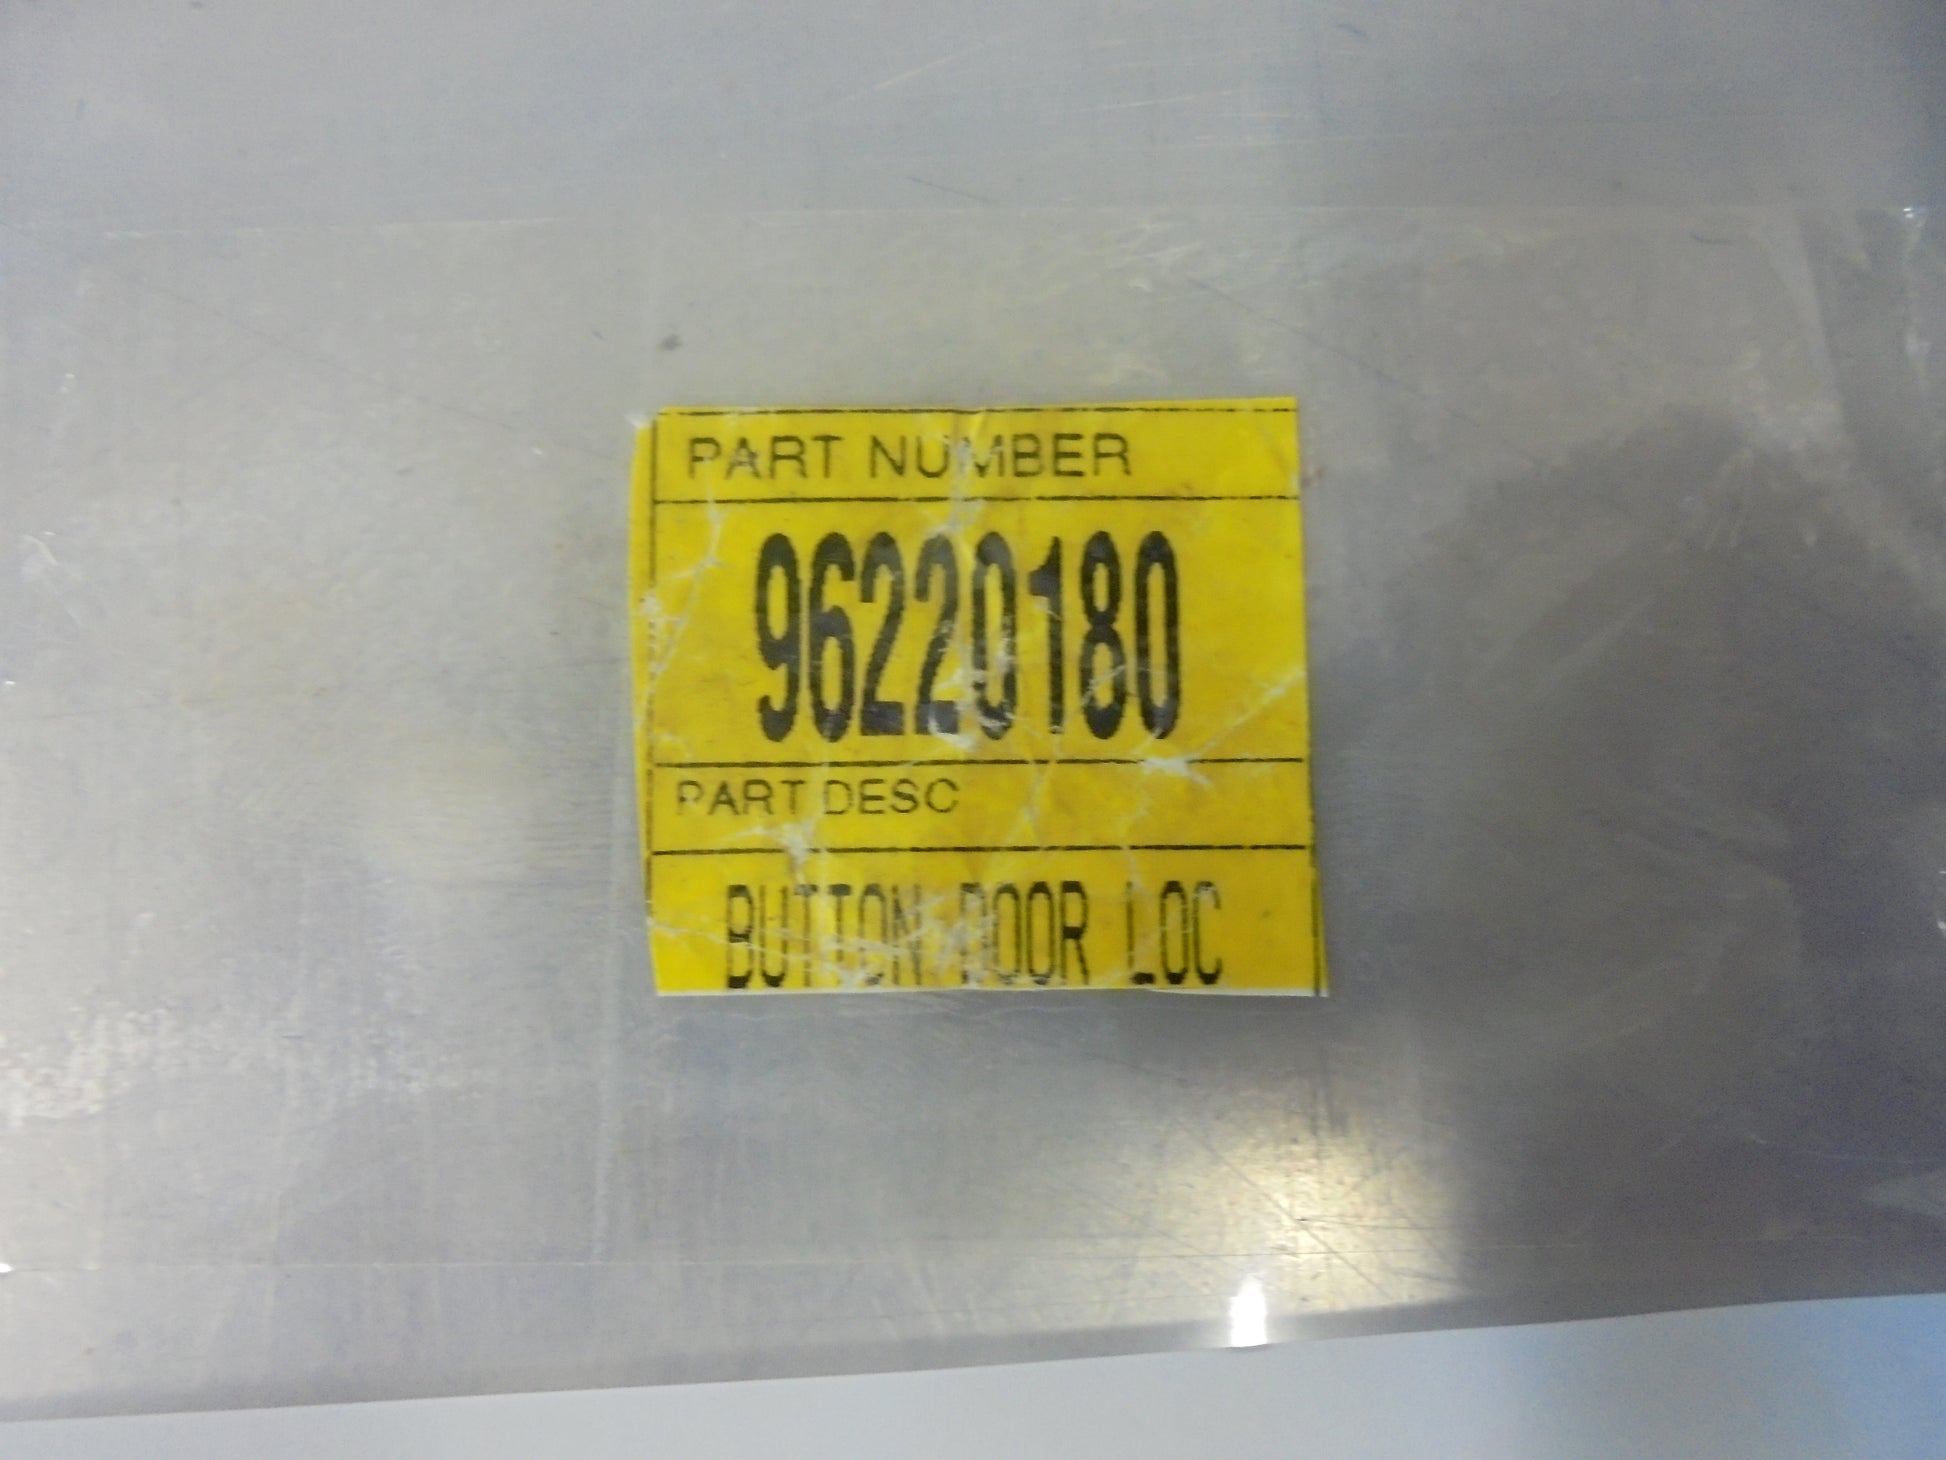 PART NUMBER
96220180
PART DESC
BUTTON DOOR LOC